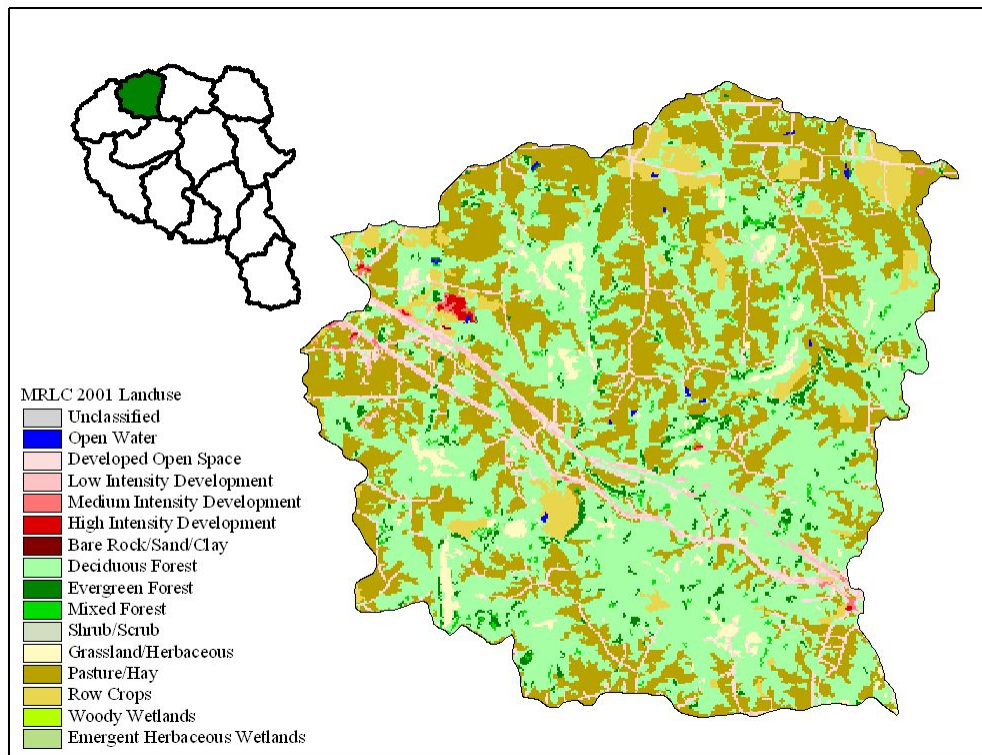 MRLC 2001 Landuse
Unclassified
Open Water
Developed Open Space
Low Intensity Development
Medium Intensity Development
High Intensity Development
Bare Rock/Sand/Clay
Deciduous Forest
Evergreen Forest
Mixed Forest
Shrub/Scrub
Grassland/Herbaceous
Pasture/Hay
Row Crops
Woody Wetlands
Emergent Herbaceous Wetlands